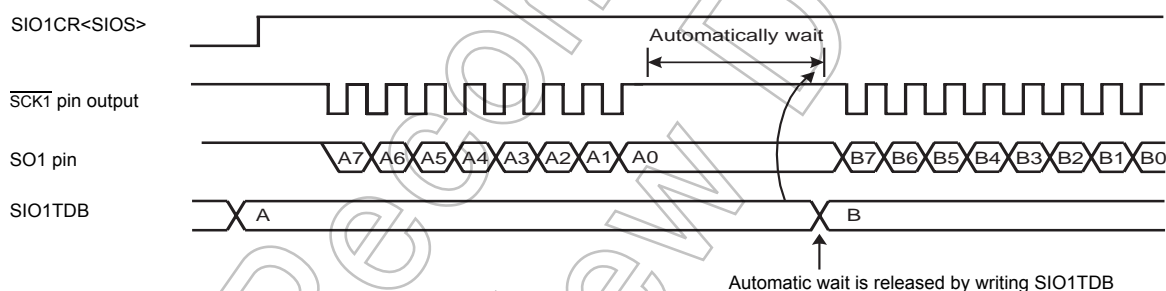 SIO1CR<SIOS>
Automatically wait
SCK1 pin output
SO1 pin
A7 A6 A5 A4 A3 A2 A1 A0 B7 B6 B5 B4 B3 B2 B1 B0
SIO1TDB
A B
Automatic wait is released by writing SIO1TDB